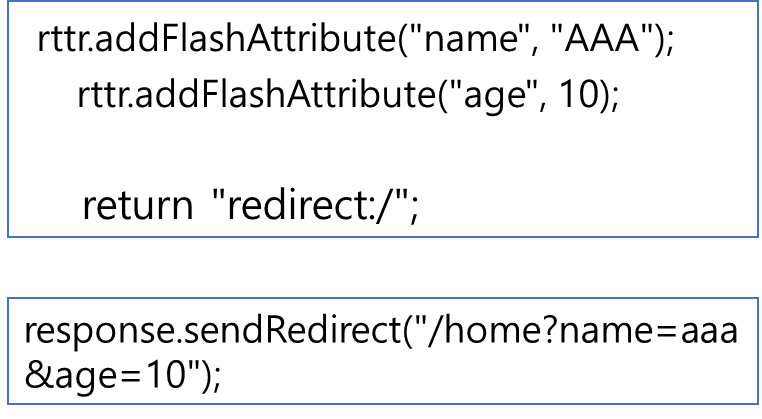 rttr.addFlashAttribute("name", "AAA");
rttr.addFlashAttribute("age", 10);
return "redirect:/";
response.sendRedirect("/home?name=aaa
&age=10");